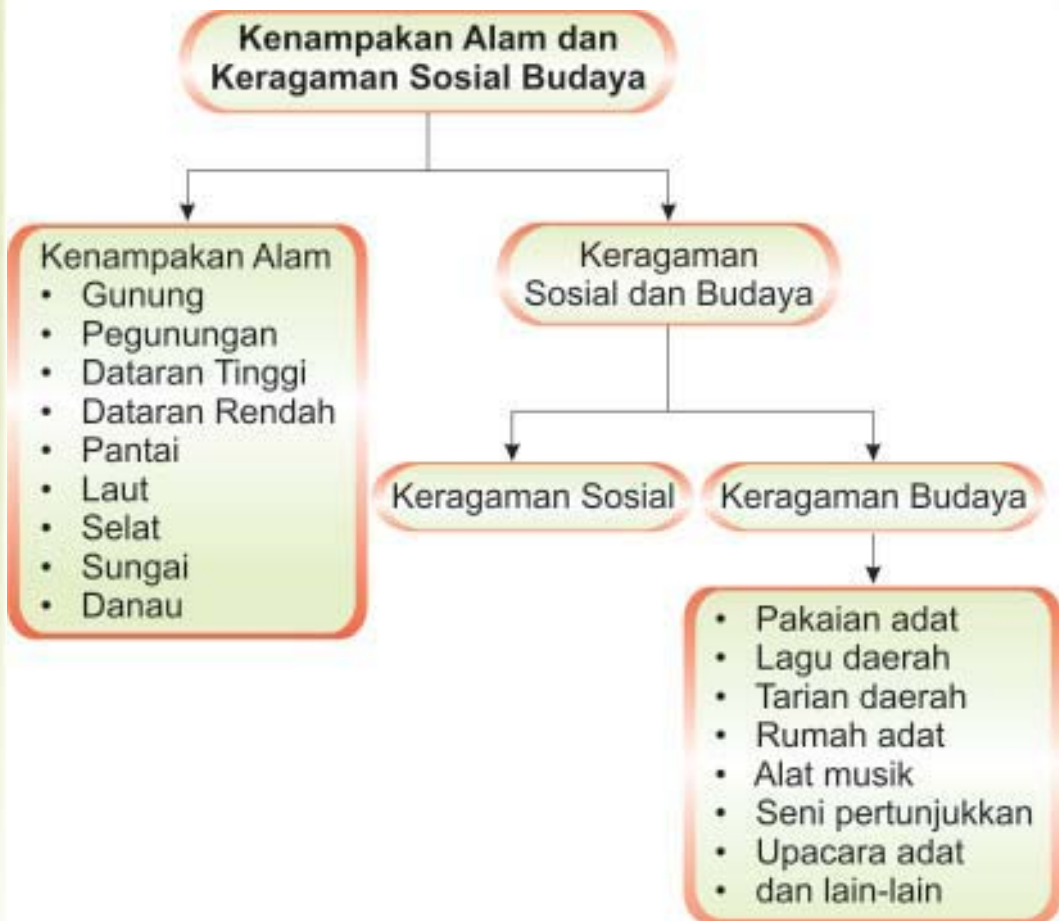 Kenampakan Alam dan
Keragaman Sosial Budaya
Kenampakan Alam
• Gunung
• Pegunungan
• Dataran Tinggi
• Dataran Rendah
• Pantai
• Laut
• Selat
• Sungai
• Danau
Keragaman
Sosial dan Budaya
Keragaman Sosial
Keragaman Budaya
• Pakaian adat
• Lagu daerah
• Tarian daerah
• Rumah adat
• Alat musik
• Seni pertunjukkan
• Upacara adat
• dan lain-lain